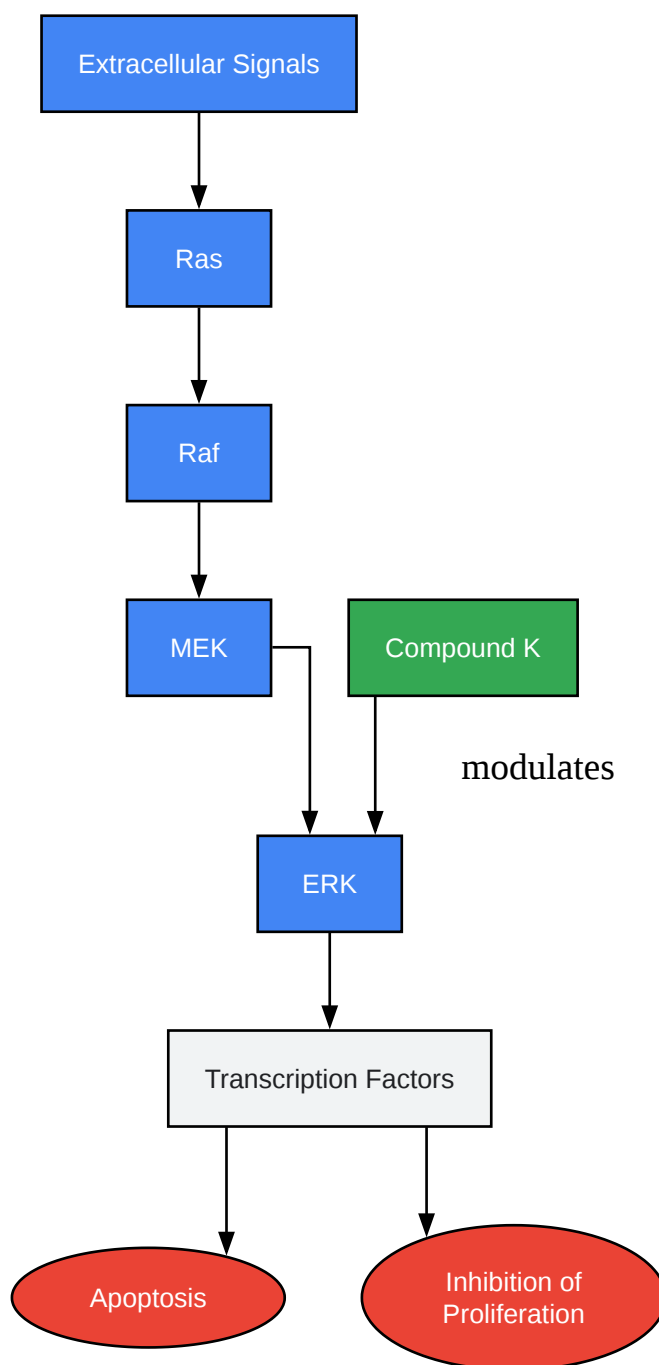 Extracellular Signals
Ras
Raf
MEK
Compound K
modulates
ERK
Transcription Factors
Apoptosis
Inhibition of
Proliferation